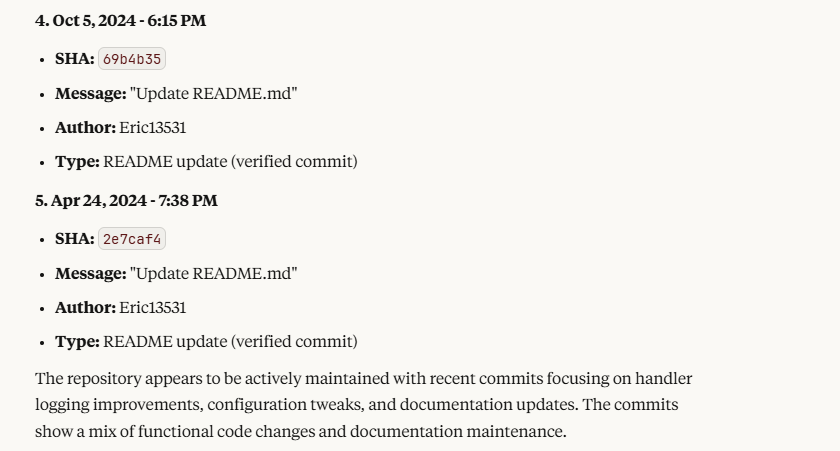 4. Oct 5, 2024 - 6:15 PM
• SHA: 69b4b35
• Message: "Update README.md"
• Author: Eric13531
• Type: README update (verified commit)
5. Apr 24, 2024 - 7:38 PM
• SHA: 2e7caf4
• Message: "Update README.md"
• Author: Eric13531
• Type: README update (verified commit)
The repository appears to be actively maintained with recent commits focusing on handler
logging improvements, configuration tweaks, and documentation updates. The commits
show a mix of functional code changes and documentation maintenance.